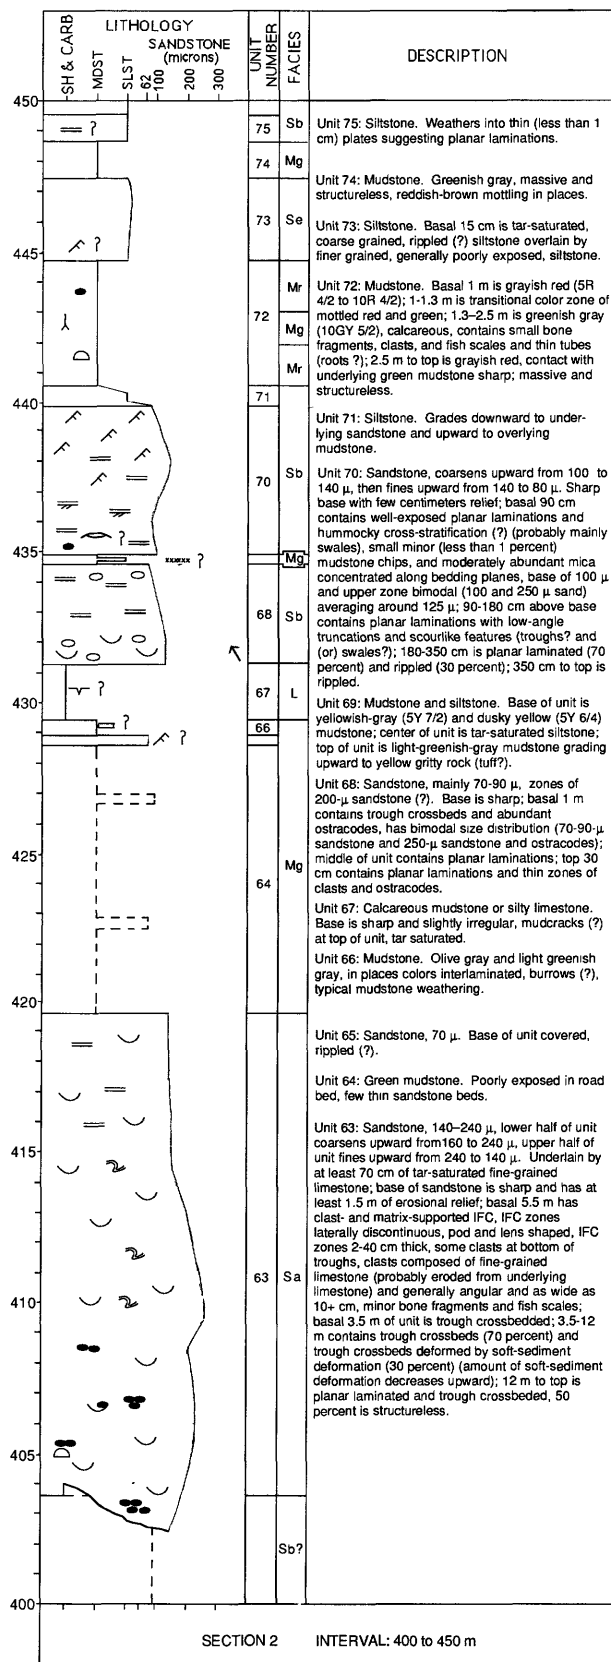 LITHOLOGY
SANDSTONE
(microns)
SH & CARB
MDST
SLST
62
100
200
300
UNIT
NUMBER
FACIES
DESCRIPTION
450
445
440
435
430
425
420
415
410
405
400
?
?
?
?
?
?
?
75
74
73
72
71
70
68
67
66
64
63
Sb
Mg
Se
Mr
Mg
Mr
Sb
Mg
Sb
L
Mg
Sa
Sb?
Unit 75: Siltstone. Weathers into thin (less than 1
cm) plates suggesting planar laminations.
Unit 74: Mudstone. Greenish gray, massive and
structureless, reddish-brown mottling in places.
Unit 73: Siltstone. Basal 15 cm is tar-saturated,
coarse grained, rippled (?) siltstone overlain by
finer grained, generally poorly exposed, siltstone.
Unit 72: Mudstone. Basal 1 m is grayish red (5R
4/2 to 10R 4/2); 1-1.3 m is transitional color zone of
mottled red and green; 1.3–2.5 m is greenish gray
(10GY 5/2), calcareous, contains small bone
fragments, clasts, and fish scales and thin tubes
(roots ?); 2.5 m to top is grayish red, contact with
underlying green mudstone sharp; massive and
structureless.
Unit 71: Siltstone. Grades downward to under-
lying sandstone and upward to overlying
mudstone.
Unit 70: Sandstone, coarsens upward from 100 to
140 µ, then fines upward from 140 to 80 µ. Sharp
base with few centimeters relief; basal 90 cm
contains well-exposed planar laminations and
hummocky cross-stratification (?) (probably mainly
swales), small minor (less than 1 percent)
mudstone chips, and moderately abundant mica
concentrated along bedding planes, base of 100 µ
and upper zone bimodal (100 and 250 µ sand)
averaging around 125 µ; 90-180 cm above base
contains planar laminations with low-angle
truncations and scourlike features (troughs? and
(or) swales?); 180-350 cm is planar laminated (70
percent) and rippled (30 percent); 350 cm to top is
rippled.
Unit 69: Mudstone and siltstone. Base of unit is
yellowish-gray (5Y 7/2) and dusky yellow (5Y 6/4)
mudstone; center of unit is tar-saturated siltstone;
top of unit is light-greenish-gray mudstone grading
upward to yellow gritty rock (tuff?).
Unit 68: Sandstone, mainly 70-90 µ, zones of
200-µ sandstone (?). Base is sharp; basal 1 m
contains trough crossbeds and abundant
ostracodes, has bimodal size distribution (70-90-µ
sandstone and 250-µ sandstone and ostracodes);
middle of unit contains planar laminations; top 30
cm contains planar laminations and thin zones of
clasts and ostracodes.
Unit 67: Calcareous mudstone or silty limestone.
Base is sharp and slightly irregular, mudcracks (?)
at top of unit, tar saturated.
Unit 66: Mudstone. Olive gray and light greenish
gray, in places colors interlaminated, burrows (?),
typical mudstone weathering.
Unit 65: Sandstone, 70 µ. Base of unit covered,
rippled (?).
Unit 64: Green mudstone. Poorly exposed in road
bed, few thin sandstone beds.
Unit 63: Sandstone, 140–240 µ, lower half of unit
coarsens upward from160 to 240 µ, upper half of
unit fines upward from 240 to 140 µ. Underlain by
at least 70 cm of tar-saturated fine-grained
limestone; base of sandstone is sharp and has at
least 1.5 m of erosional relief; basal 5.5 m has
clast- and matrix-supported IFC, IFC zones
laterally discontinuous, pod and lens shaped, IFC
zones 2-40 cm thick, some clasts at bottom of
troughs, clasts composed of fine-grained
limestone (probably eroded from underlying
limestone) and generally angular and as wide as
10+ cm, minor bone fragments and fish scales;
basal 3.5 m of unit is trough crossbedded; 3.5-12
m contains trough crossbeds (70 percent) and
trough crossbeds deformed by soft-sediment
deformation (30 percent) (amount of soft-sediment
deformation decreases upward); 12 m to top is
planar laminated and trough crossbeded, 50
percent is structureless.
SECTION 2
INTERVAL: 400 to 450 m